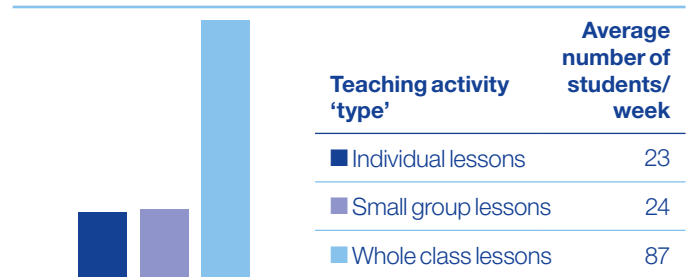 Teaching activity
‘type’
Average
number of
students/
week
Individual lessons 23
Small group lessons 24
Whole class lessons 87